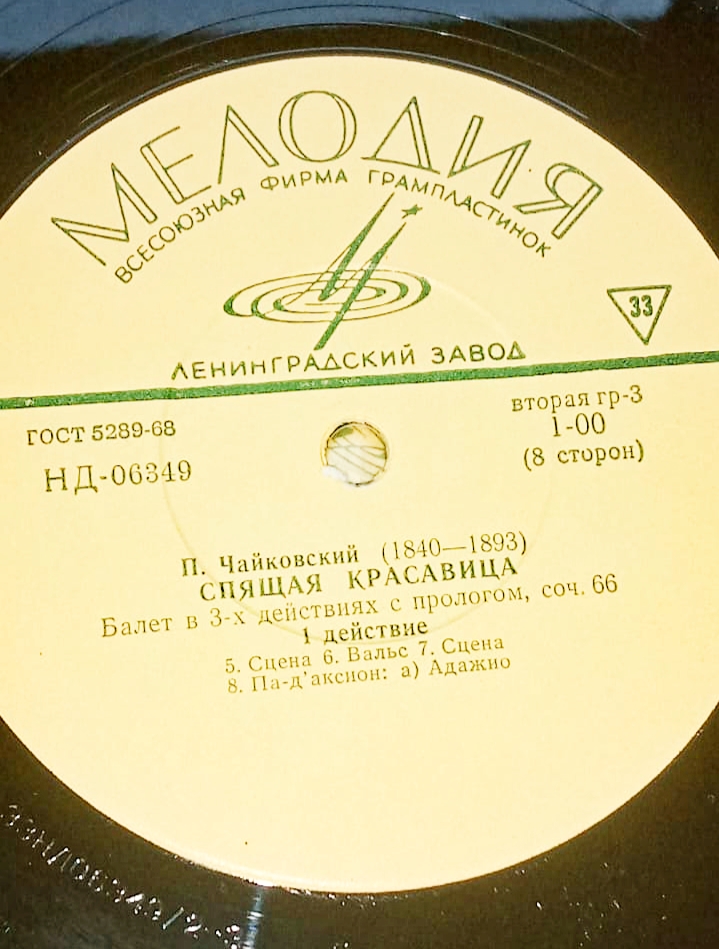 МЕЛОДИЯ
ВСЕСОЮЗНАЯ ФИРМА ГРАМПЛАСТИНОК
33
ЛЕНИНГРАДСКИЙ ЗАВОД
ГОСТ 5289-68
вторая гр-3
НД-06349
1-00
(8 сторон)
П. Чайковский (1840—1893)
СПЯЩАЯ КРАСАВИЦА
Балет в 3-х действиях с прологом, соч. 66
1 действие
5. Сцена 6. Вальс 7. Сцена
8. Па-д'аксион: а) Адажио